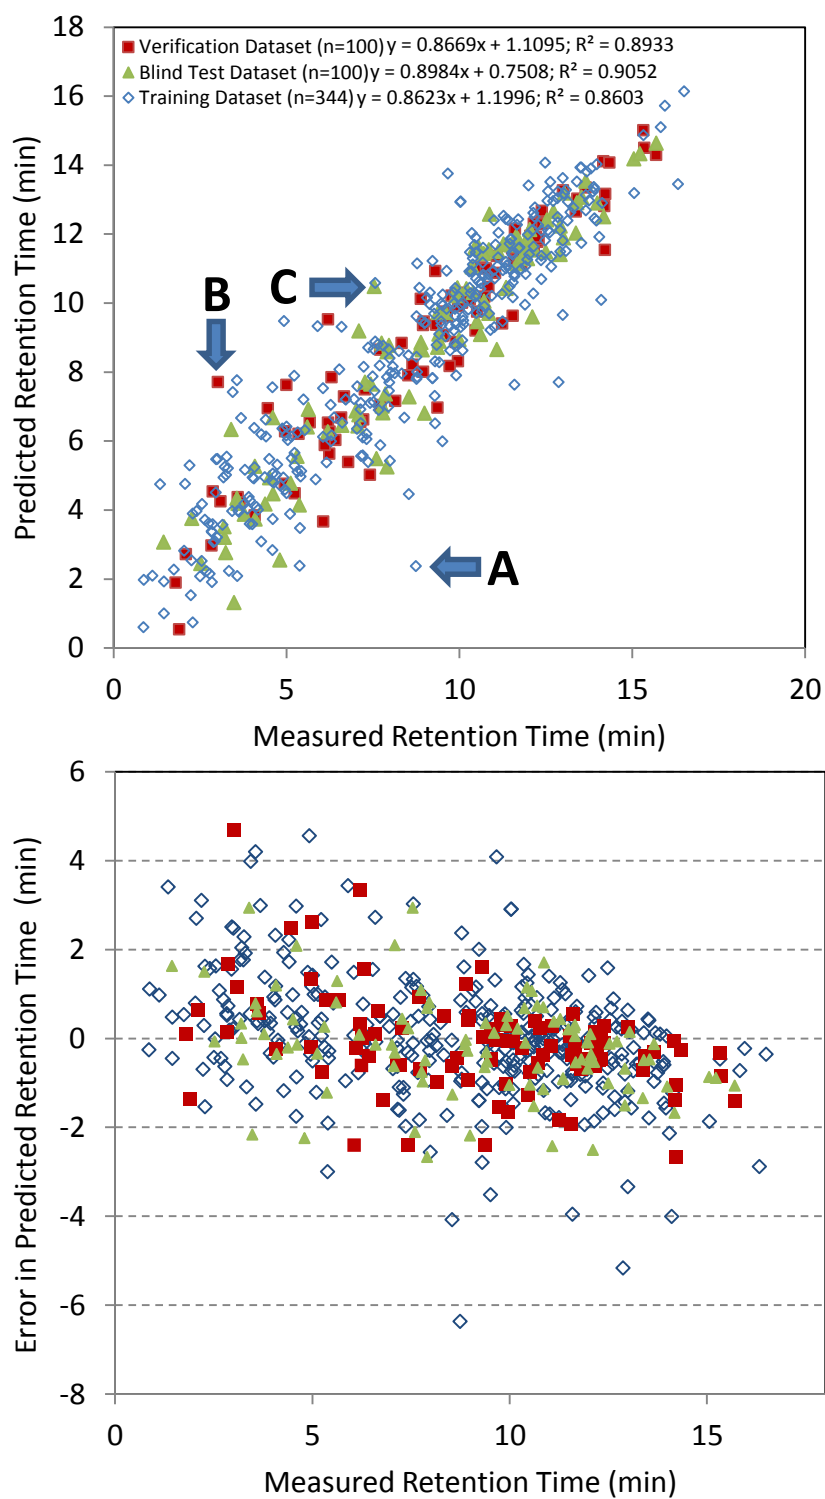 18
16
14
12
10
8
6
4
2
0
Predicted Retention Time (min)
Verification Dataset (n=100) y = 0.8669x + 1.1095; R² = 0.8933
Blind Test Dataset (n=100) y = 0.8984x + 0.7508; R² = 0.9052
Training Dataset (n=344) y = 0.8623x + 1.1996; R² = 0.8603
B
C
A
0 5 10 15 20
Measured Retention Time (min)
6
4
2
0
-2
-4
-6
-8
Error in Predicted Retention Time (min)
0 5 10 15
Measured Retention Time (min)